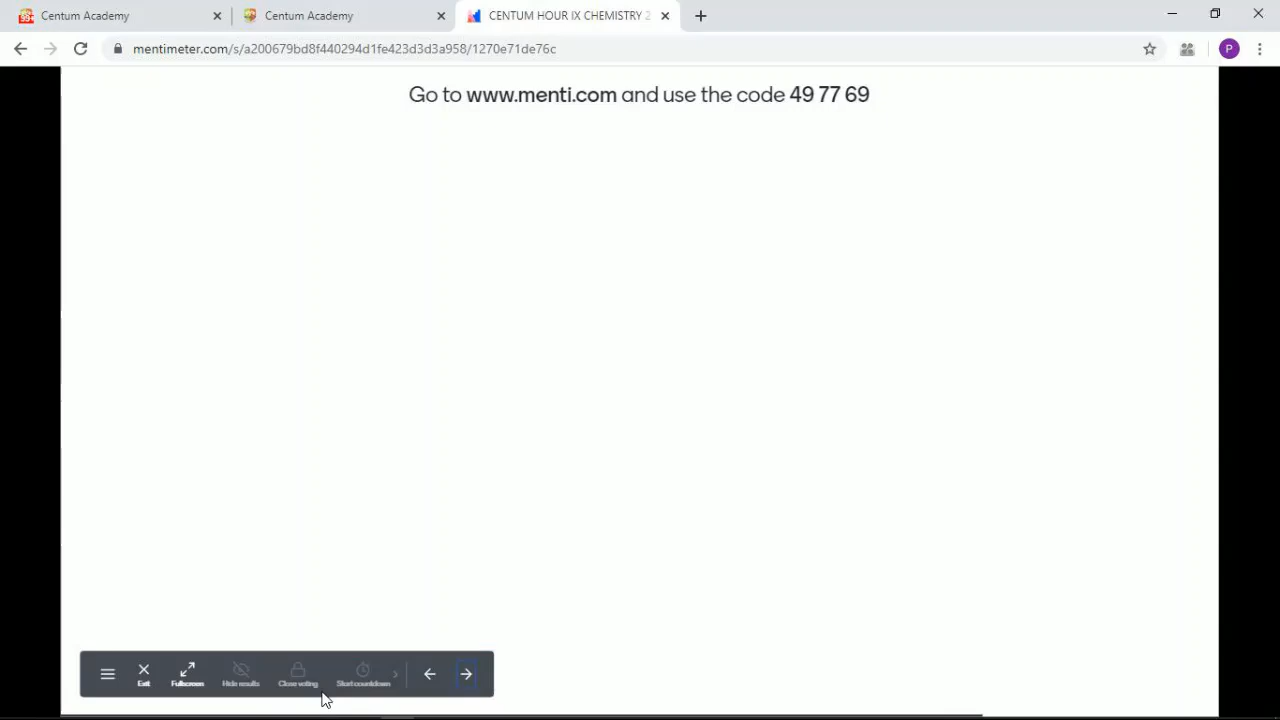 Centum Academy
Centum Academy
CENTUM HOUR IX CHEMISTRY 2
mentimeter.com/s/a200679bd8f440294d1fe423d3d3a958/1270e71de76c
P
Go to www.menti.com and use the code 49 77 69
Exit
Fullscreen
Hide results
Close voting
Start countdown